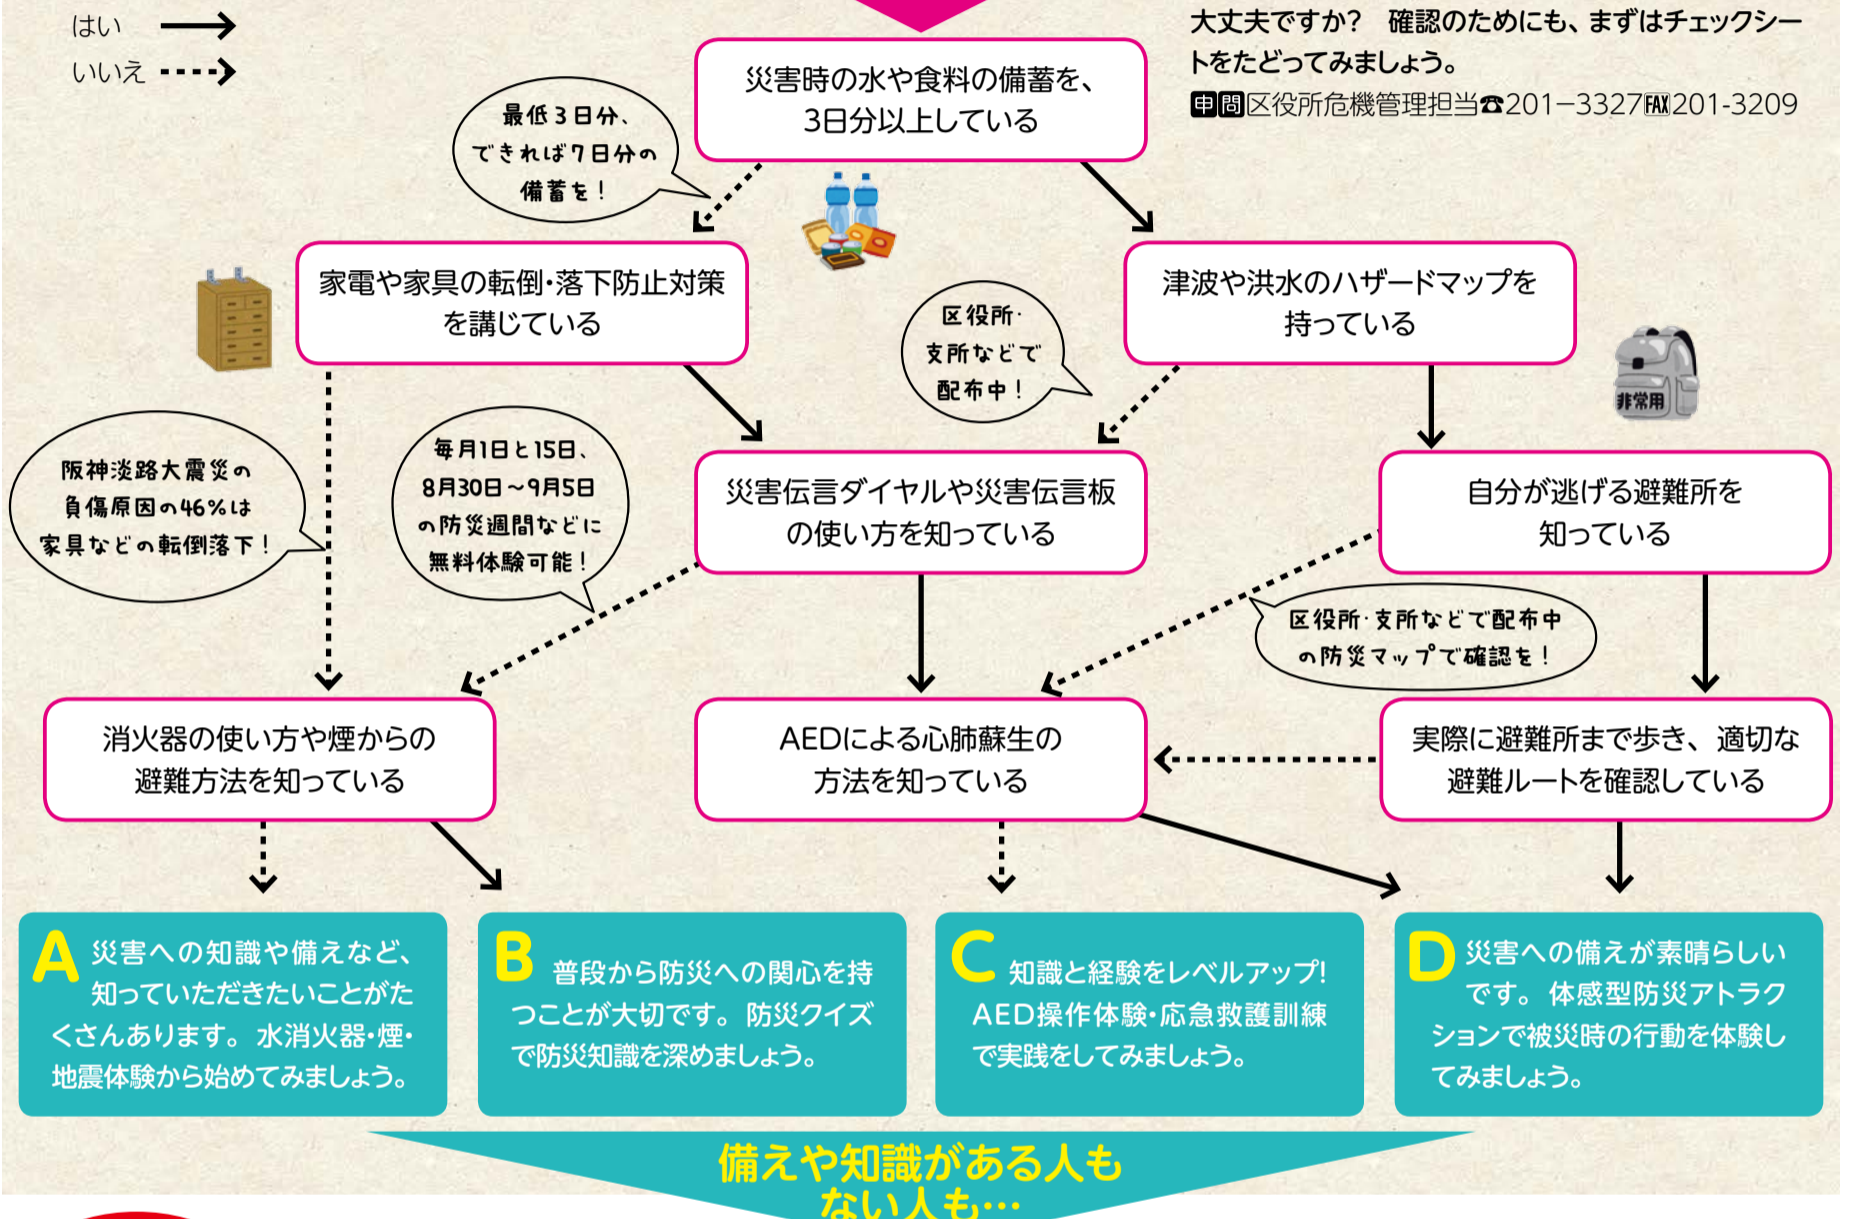 はい
いいえ
大丈夫ですか？　確認のためにも、まずはチェックシー
トをたどってみましょう。
申問区役所危機管理担当☎201−3327FAX201-3209
災害時の水や食料の備蓄を、
3日分以上している
最低3日分、
できれば7日分の
備蓄を！
家電や家具の転倒・落下防止対策
を講じている
津波や洪水のハザードマップを
持っている
区役所・
支所などで
配布中！
非常用
阪神淡路大震災の
負傷原因の46%は
家具などの転倒落下！
毎月1日と15日、
8月30日～9月5日
の防災週間などに
無料体験可能！
災害伝言ダイヤルや災害伝言板
の使い方を知っている
自分が逃げる避難所を
知っている
区役所・支所などで配布中
の防災マップで確認を！
消火器の使い方や煙からの
避難方法を知っている
AEDによる心肺蘇生の
方法を知っている
実際に避難所まで歩き、適切な
避難ルートを確認している
A 災害への知識や備えなど、
知っていただきたいことがた
くさんあります。水消火器・煙・
地震体験から始めてみましょう。
B 普段から防災への関心を持
つことが大切です。防災クイズ
で防災知識を深めましょう。
C 知識と経験をレベルアップ!
AED操作体験・応急救護訓練
で実践をしてみましょう。
D 災害への備えが素晴らしい
です。体感型防災アトラク
ションで被災時の行動を体験し
てみましょう。
備えや知識がある人も
ない人も…